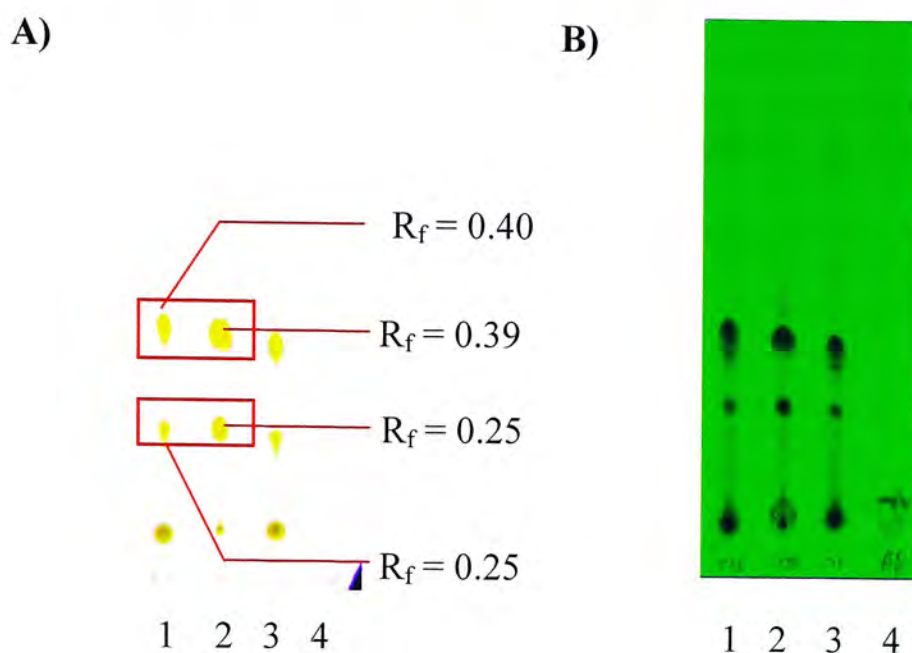 A)
B)
Rf = 0.40
Rf = 0.39
Rf = 0.25
Rf = 0.25
1 2 3 4
1 2 3 4